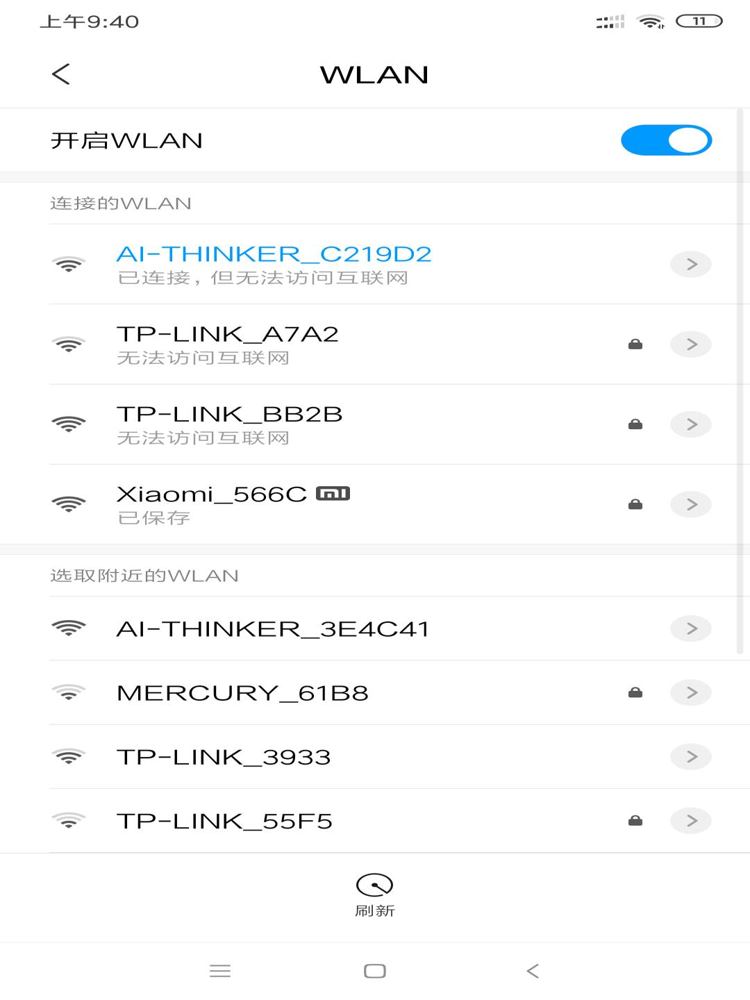 上午9:40
11
WLAN
开启WLAN
连接的WLAN
AI-THINKER_C219D2
已连接，但无法访问互联网
TP-LINK_A7A2
无法访问互联网
TP-LINK_BB2B
无法访问互联网
Xiaomi_566C mi
已保存
选取附近的WLAN
AI-THINKER_3E4C41
MERCURY_61B8
TP-LINK_3933
TP-LINK_55F5
刷新